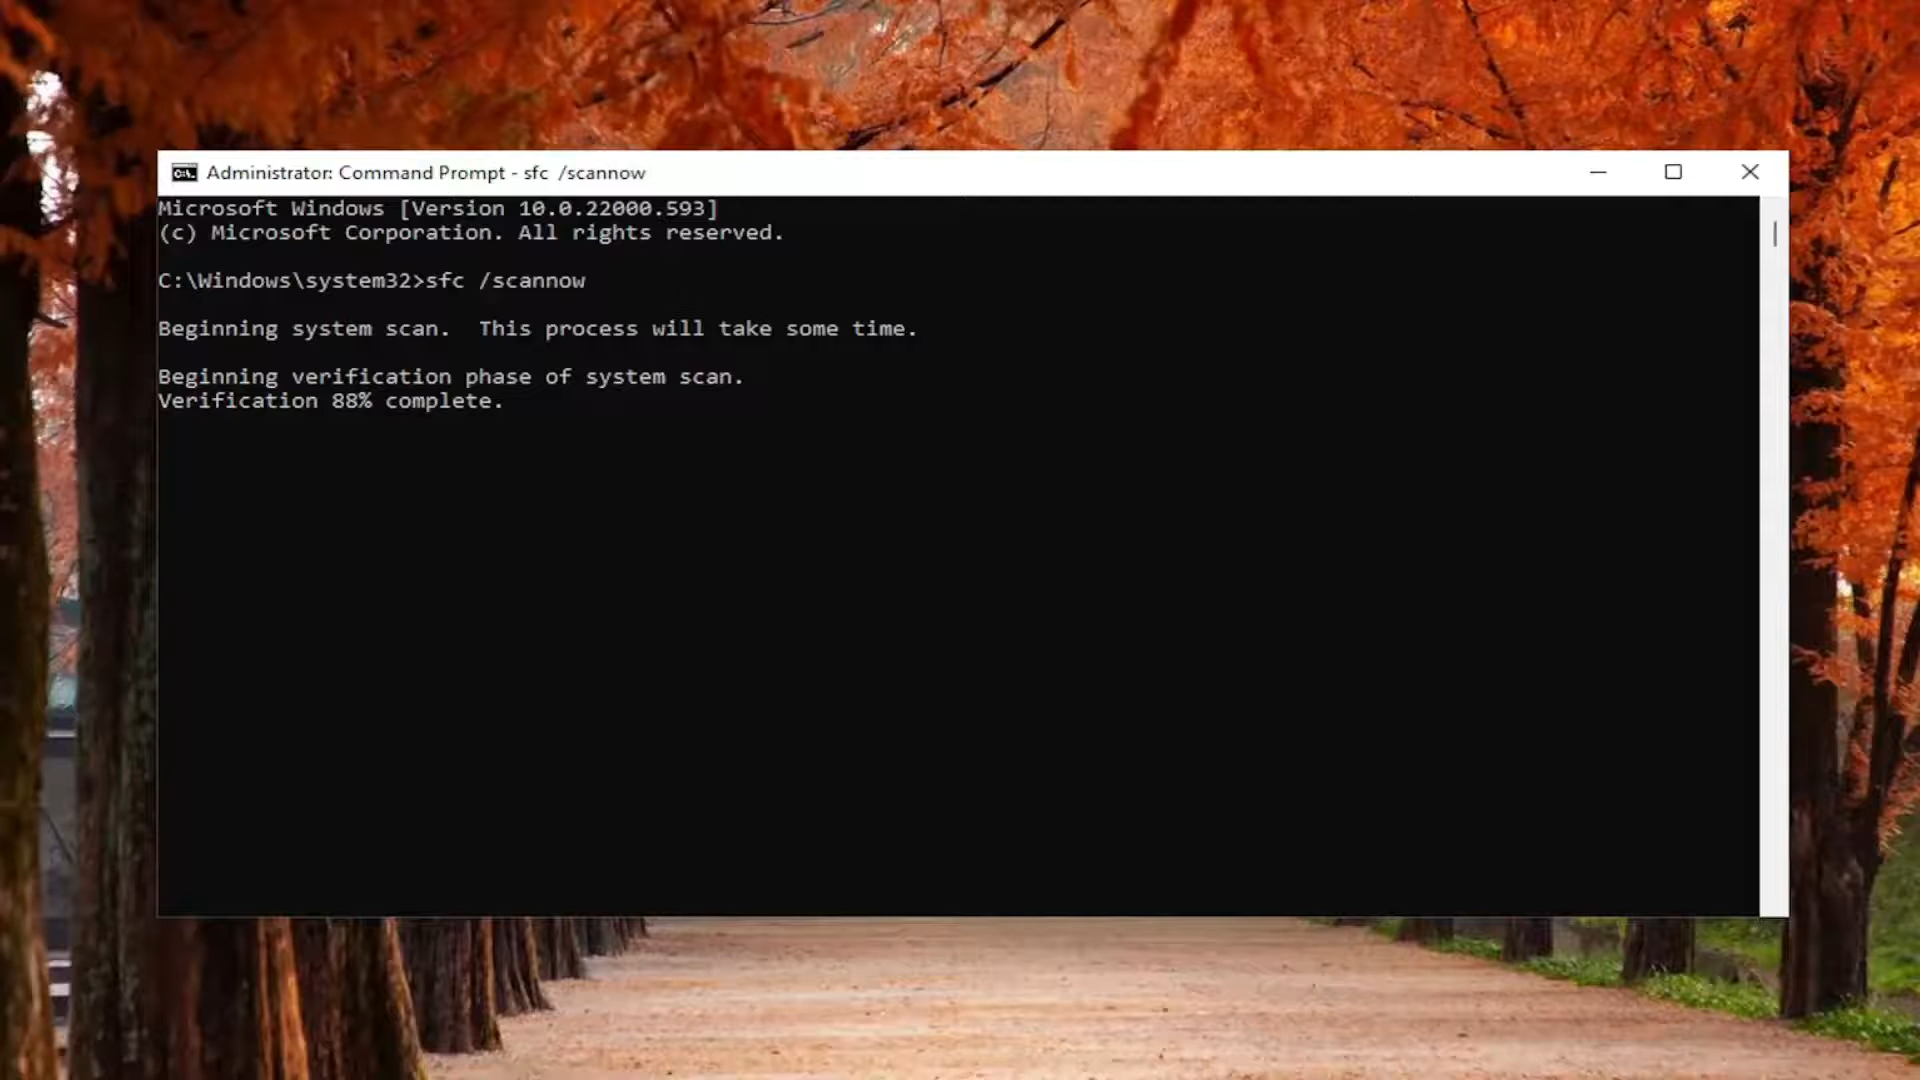 Administrator: Command Prompt - sfc  /scannow
Microsoft Windows [Version 10.0.22000.593]
(c) Microsoft Corporation. All rights reserved.
C:\Windows\system32>sfc /scannow
Beginning system scan.  This process will take some time.
Beginning verification phase of system scan.
Verification 88% complete.